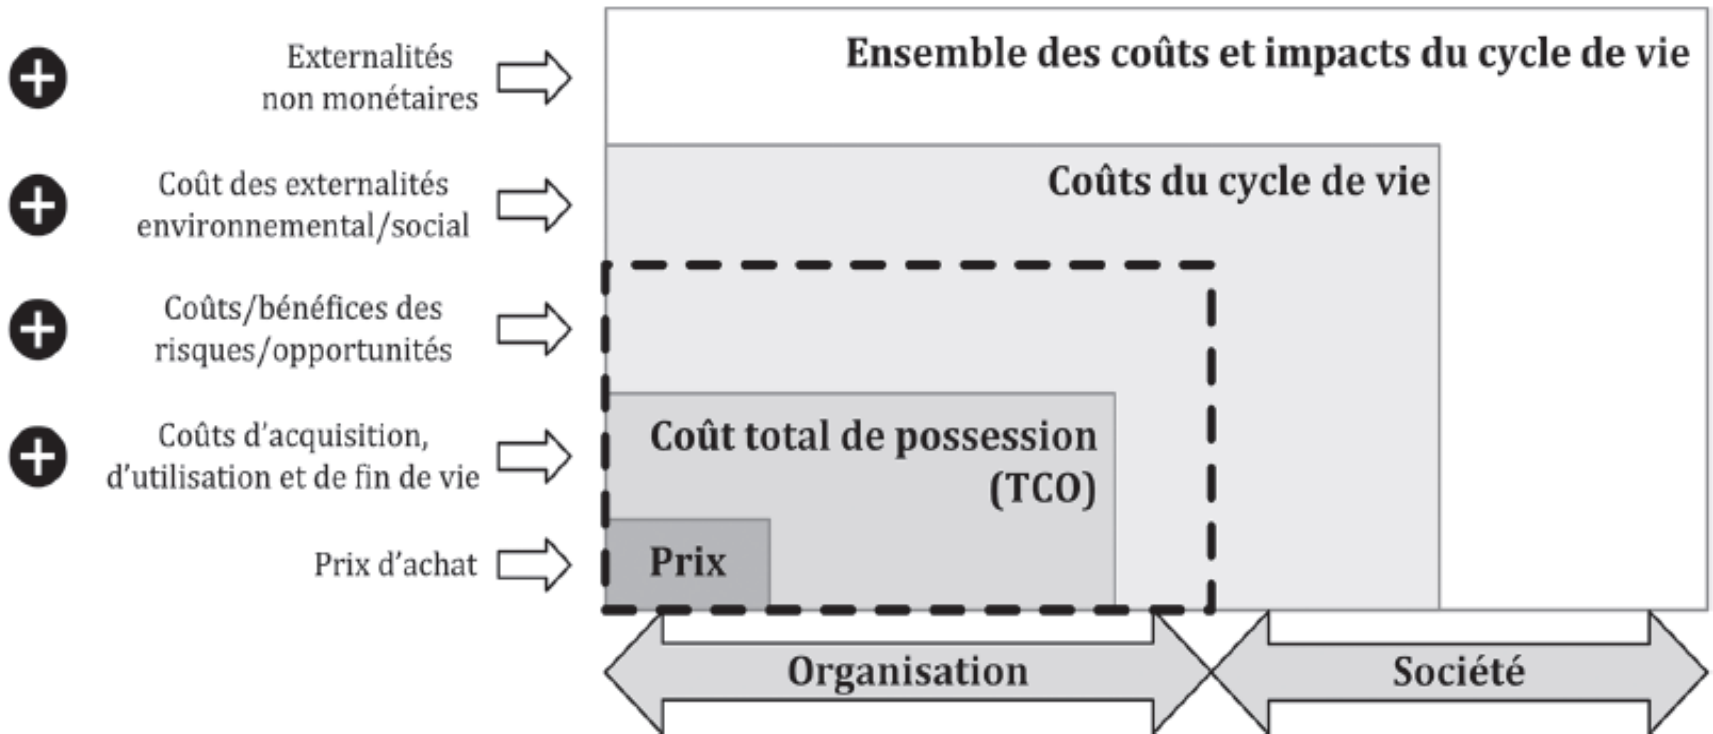 Externalités
non monétaires
Ensemble des coûts et impacts du cycle de vie
Coût des externalités
environnemental/social
Coûts du cycle de vie
Coûts/bénéfices des
risques/opportunités
Coûts d'acquisition,
d'utilisation et de fin de vie
Coût total de possession
(TCO)
Prix d'achat
Prix
Organisation
Société